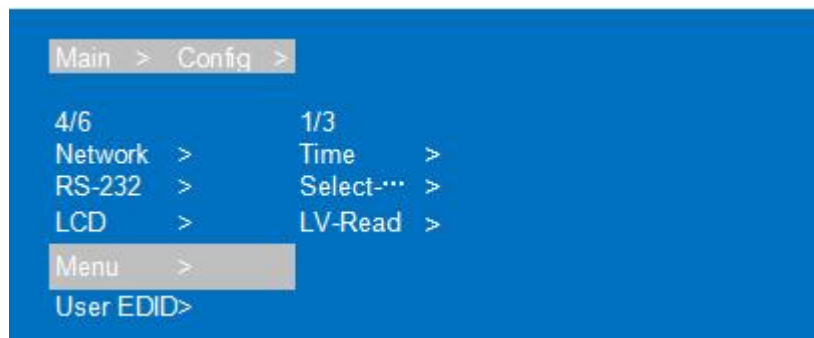 Main > Config >
4/6 1/3
Network > Time >
RS-232 > Select-··· >
LCD > LV-Read >
Menu >
User EDID>